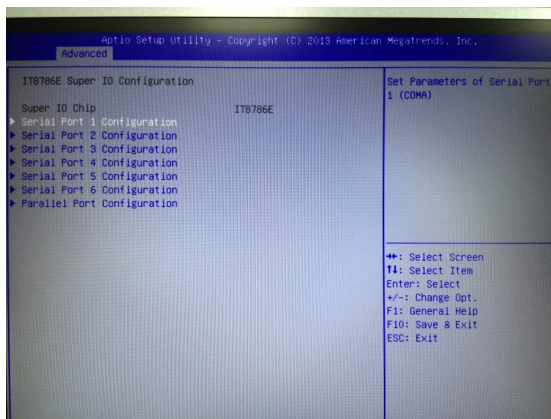 Aptio Setup Utility - Copyright (C) 2013 American Megatrends, Inc.
Advanced
IT8786E Super IO Configuration
Super IO Chip IT8786E
▶ Serial Port 1 Configuration
▶ Serial Port 2 Configuration
▶ Serial Port 3 Configuration
▶ Serial Port 4 Configuration
▶ Serial Port 5 Configuration
▶ Serial Port 6 Configuration
▶ Parallel Port Configuration
Set Parameters of Serial Port
1 (COMA)
→←: Select Screen
↑↓: Select Item
Enter: Select
+/-: Change Opt.
F1: General Help
F10: Save & Exit
ESC: Exit